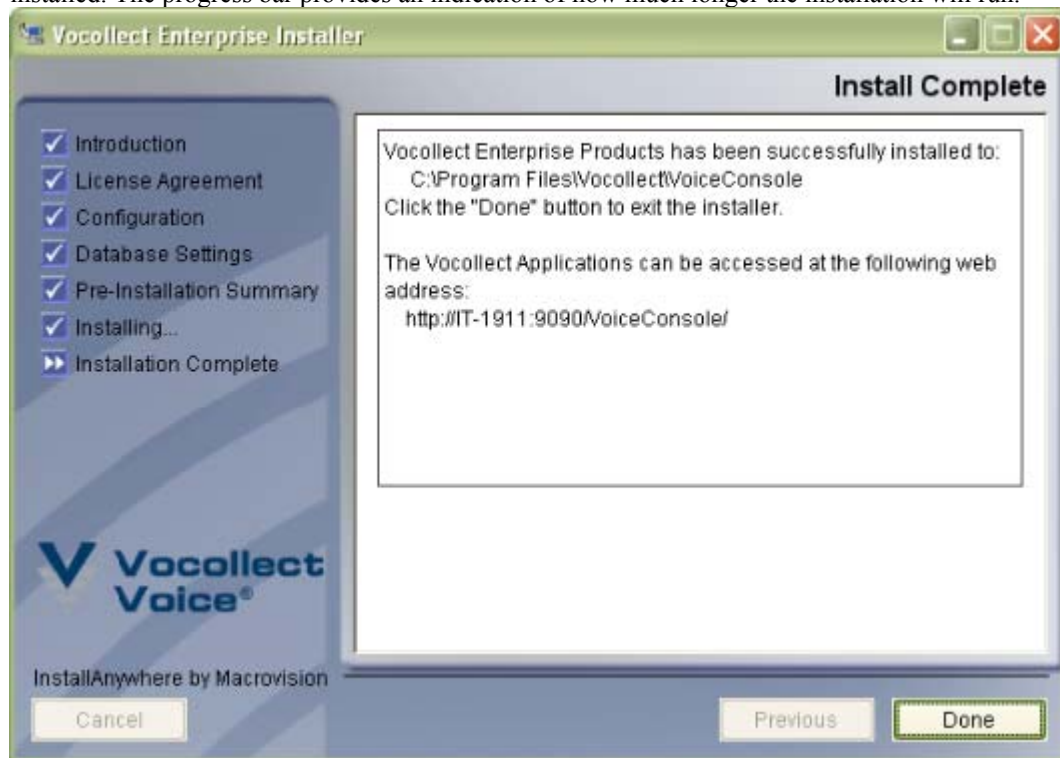 installed. The progress bar provides an indication of how much longer the installation will run.
Vocollect Enterprise Installer
Install Complete
Introduction
License Agreement
Configuration
Database Settings
Pre-Installation Summary
Installing...
Installation Complete
Vocollect Enterprise Products has been successfully installed to:
C:\Program Files\Vocollect\VoiceConsole
Click the "Done" button to exit the installer.
The Vocollect Applications can be accessed at the following web
address:
http://IT-1911:9090/VoiceConsole/
V Vocollect
Voice®
InstallAnywhere by Macrovision
Cancel
Previous
Done